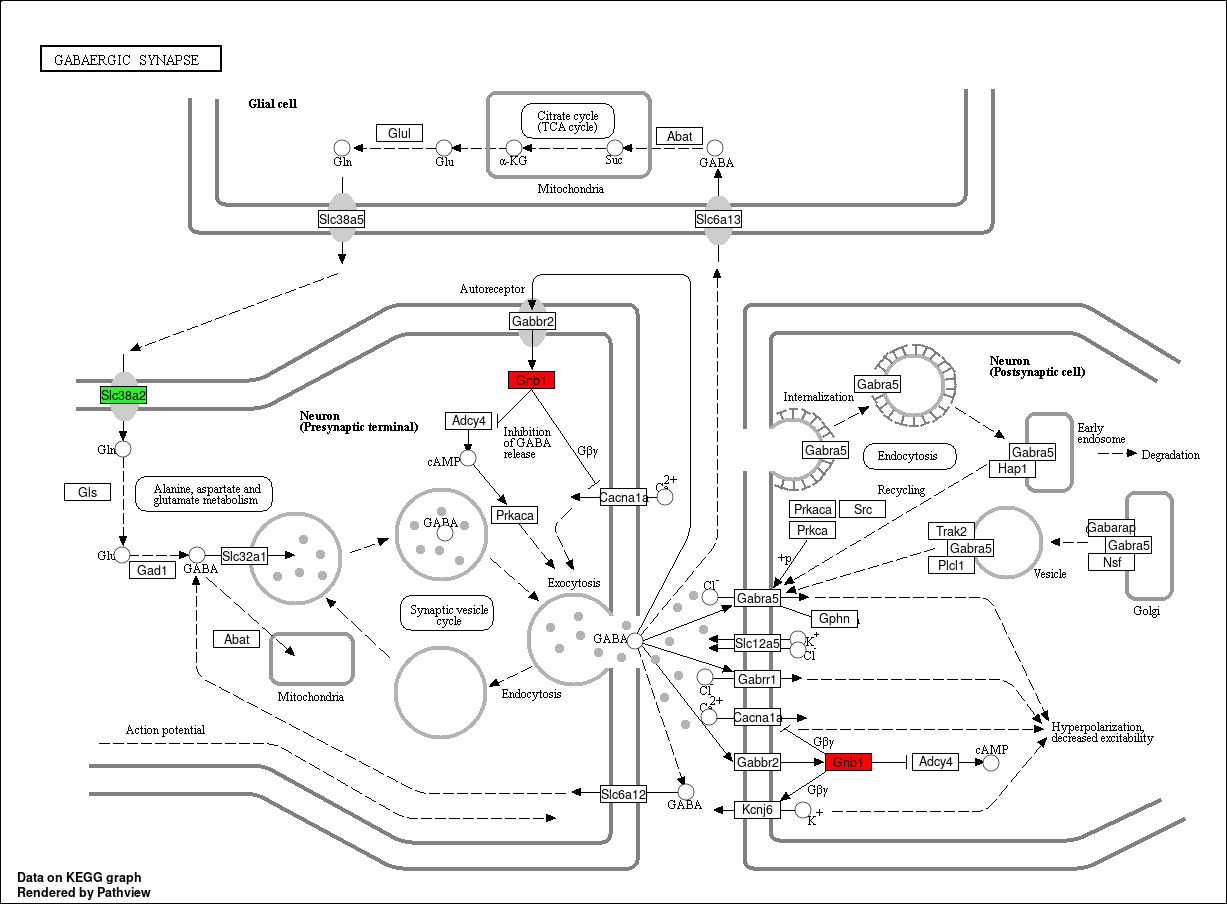 GABAERGIC SYNAPSE
Glial cell
Citrate cycle
(TCA cycle)
Glul
Abat
Gln
Glu
α-KG
Suc
GABA
Mitochondria
Slc38a5
Slc6a13
Autoreceptor
Gabbr2
Gnb1
Slc38a2
Neuron
(Presynaptic terminal)
Adcy4
Inhibition
of GABA
release
Gβγ
cAMP
Gln
Gls
Alanine, aspartate and
glutamate metabolism
Cacna1a
2+
Prkaca
GABA
Glu
Gad1
GABA
Slc32a1
Exocytosis
Synaptic vesicle
cycle
GABA
Abat
Mitochondria
Endocytosis
Action potential
Slc6a12
GABA
Neuron
(Postsynaptic cell)
Internalization
Gabra5
Gabra5
Endocytosis
Gabra5
Hap1
Early
endosome
Degradation
Recycling
Prkaca
Src
Prkca
Trak2
Gabra5
Plcl1
Vesicle
Gabarap
Gabra5
Nsf
Golgi
+p
Cl-
Gabra5
Gphn
Slc12a5
K+
Cl-
Cl-
Gabrr1
2+
Cacna1a
Hyperpolarization,
decreased excitability
Gβγ
Gabbr2
Gnb1
Adcy4
cAMP
Gβγ
Kcnj6
K+
Data on KEGG graph
Rendered by Pathview